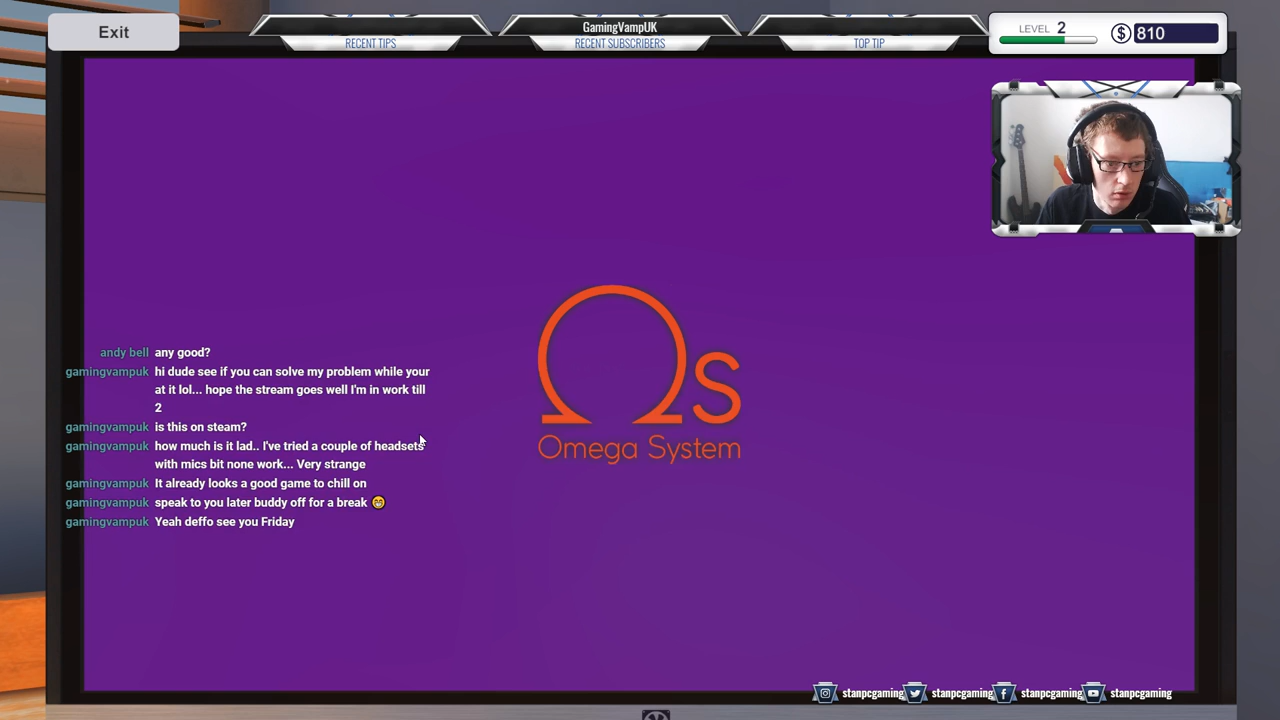 Exit
GamingVampUK
RECENT TIPS
RECENT SUBSCRIBERS
TOP TIP
LEVEL 2
$ 810
andy bell any good?
gamingvampuk hi dude see if you can solve my problem while your
at it lol... hope the stream goes well I'm in work till
2
gamingvampuk is this on steam?
gamingvampuk how much is it lad.. I've tried a couple of headsets
with mics bit none work... Very strange
gamingvampuk It already looks a good game to chill on
gamingvampuk speak to you later buddy off for a break 😁
gamingvampuk Yeah deffo see you Friday
Ωs
Omega System
stanpcgaming stanpcgaming stanpcgaming stanpcgaming